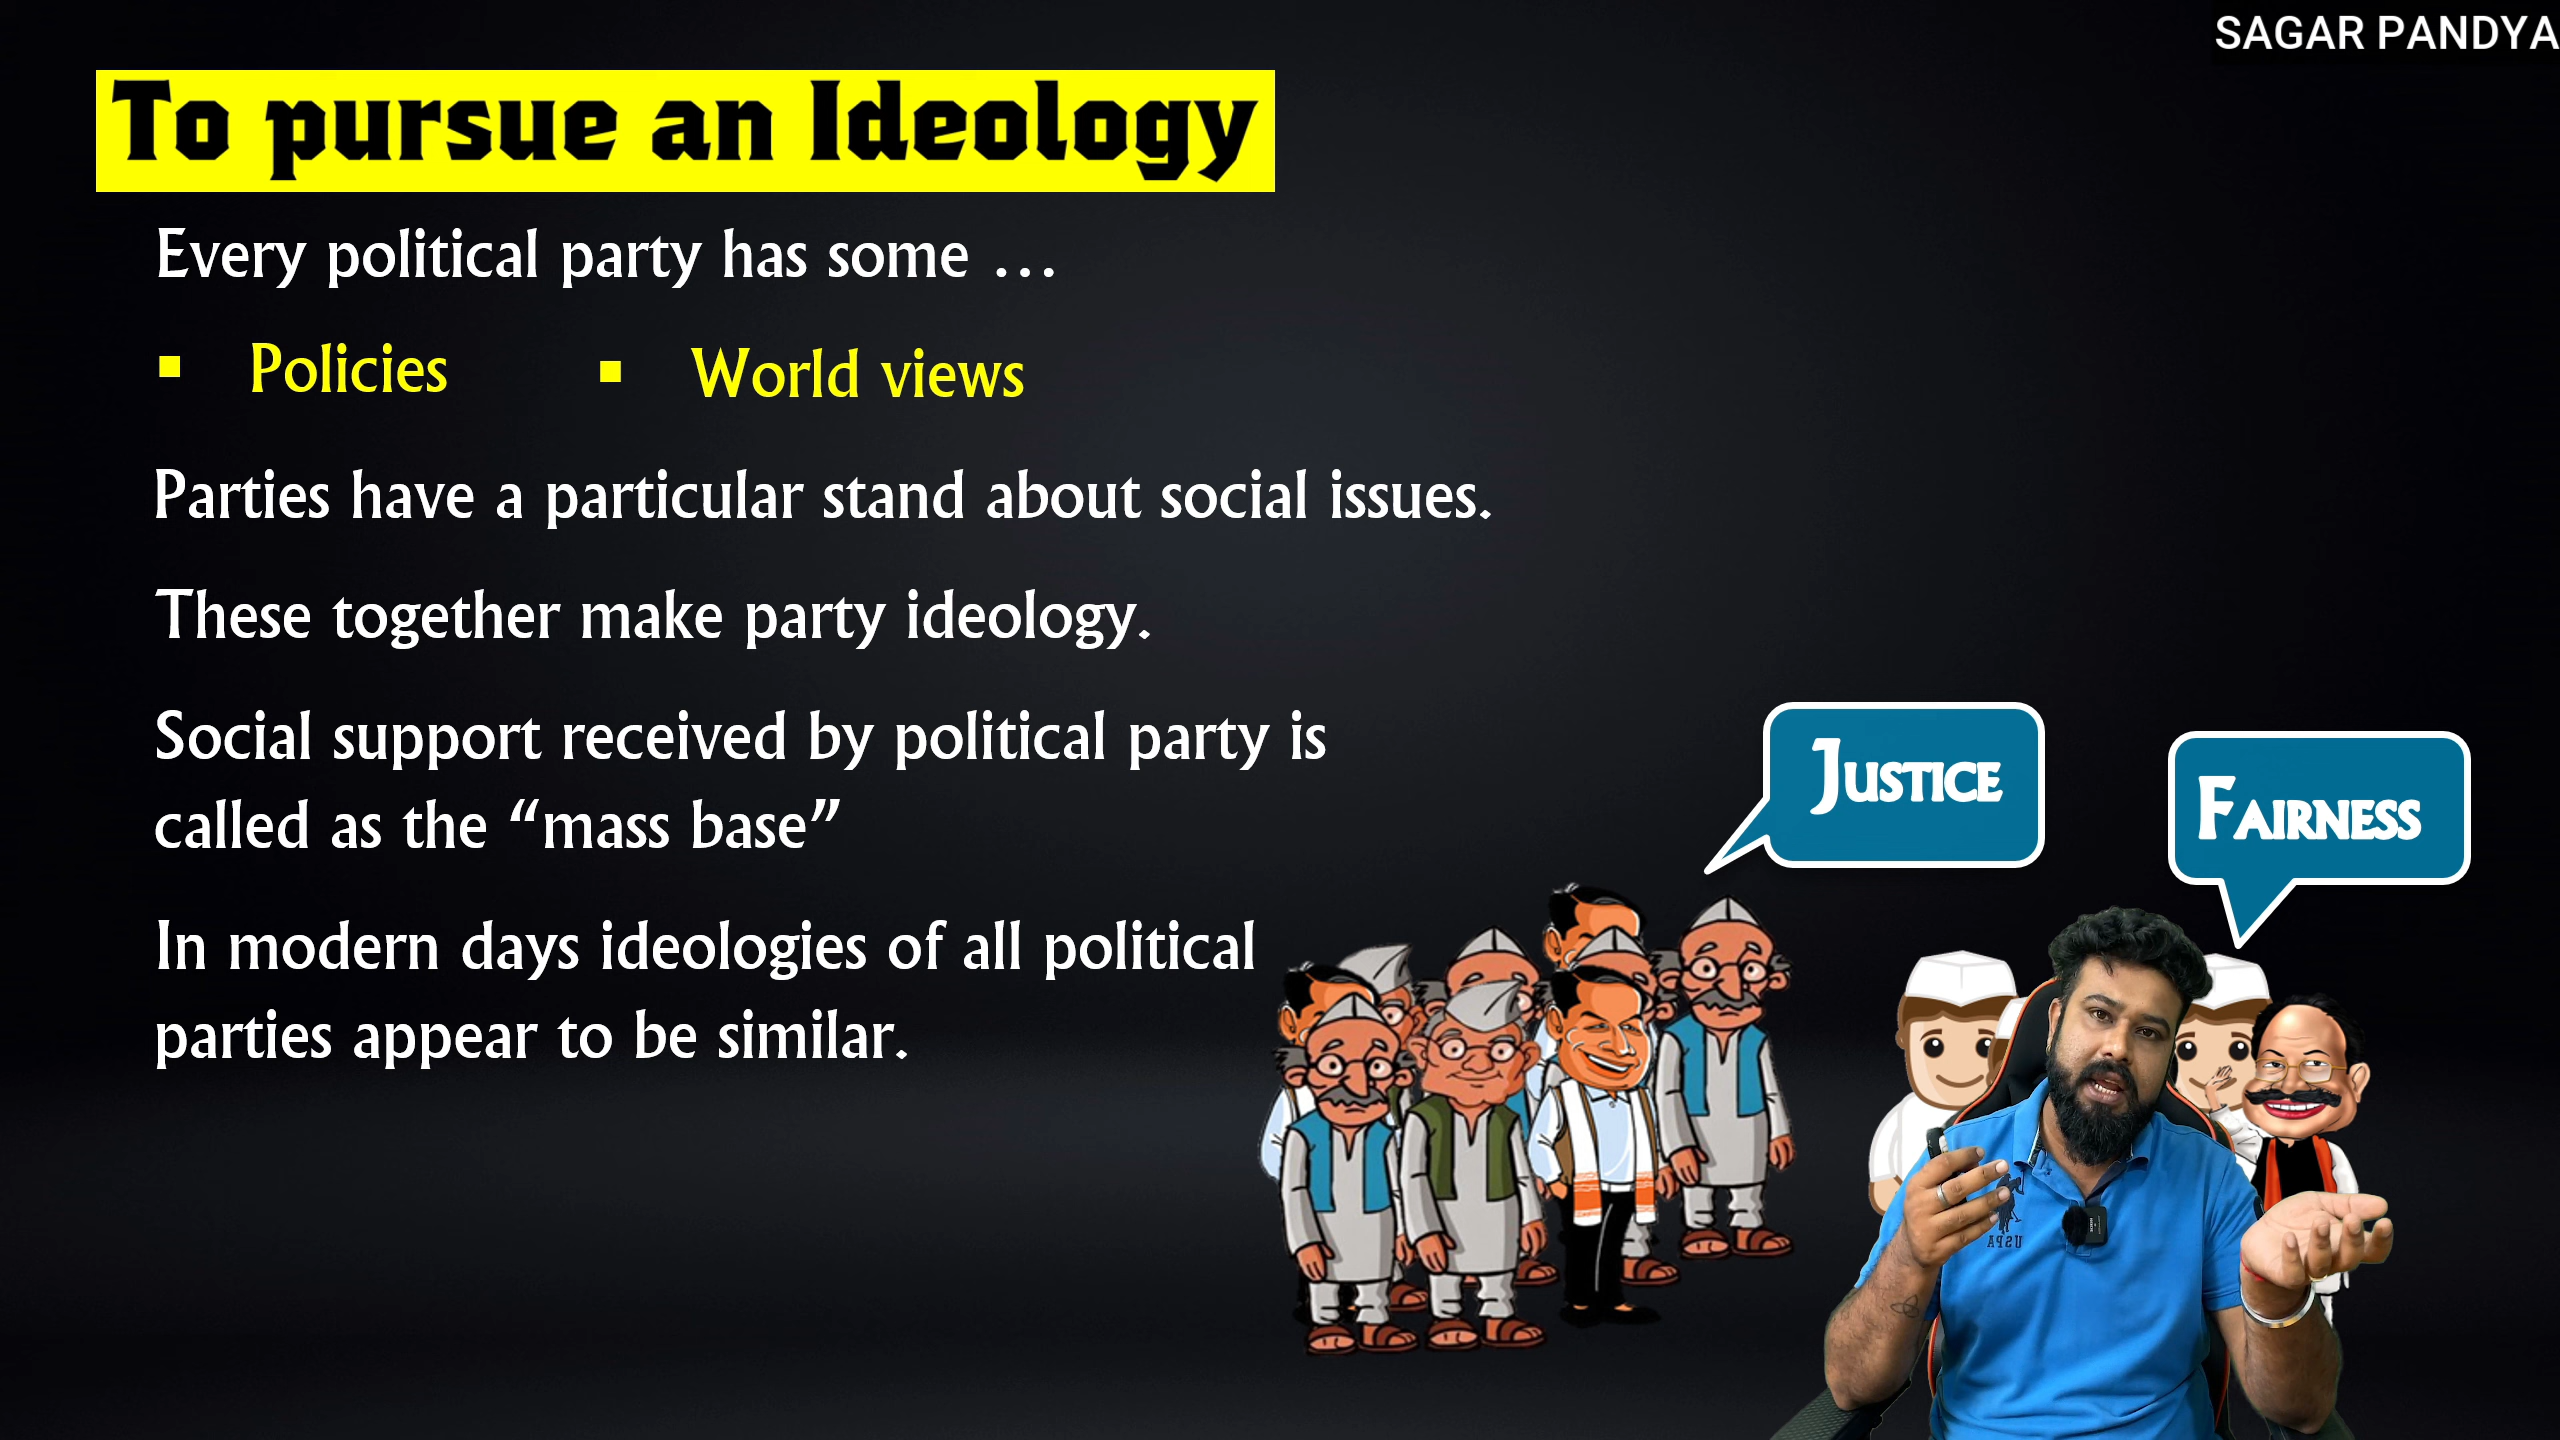 SAGAR PANDYA
To pursue an Ideology
Every political party has some ...
▪ Policies ▪ World views
Parties have a particular stand about social issues.
These together make party ideology.
Social support received by political party is
called as the “mass base”
In modern days ideologies of all political
parties appear to be similar.
JUSTICE
FAIRNESS
USPA